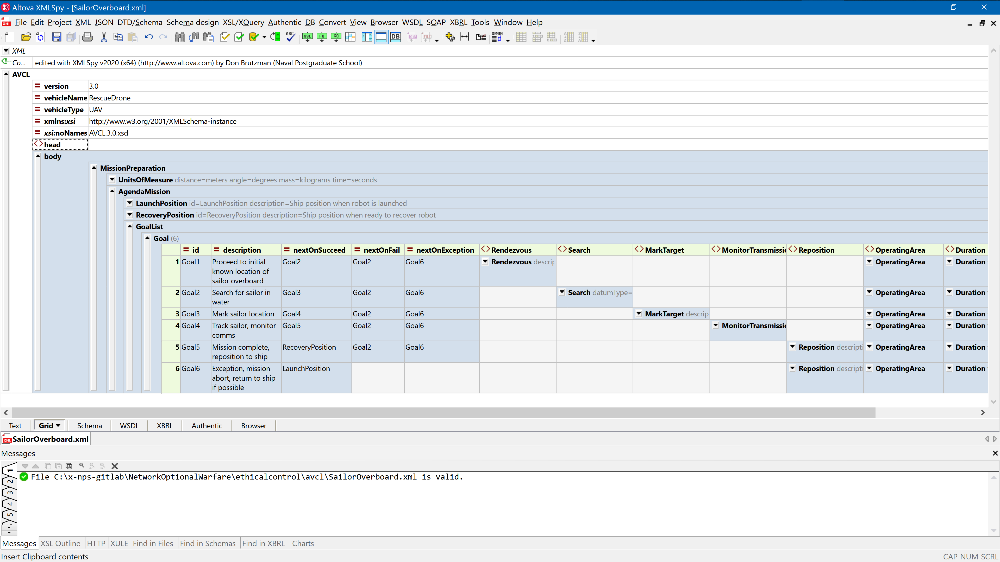 Altova XMLSpy - [SailorOverboard.xml]
File Edit Project XML JSON DTD/Schema Schema design XSL/XQuery Authentic DB Convert View Browser WSDL SOAP XBRL Tools Window Help
ABC XSL FO XQ DB DEF FILE XPATH
XML
Co... edited with XMLSpy v2020 (x64) (http://www.altova.com) by Don Brutzman (Naval Postgraduate School)
AVCL
= version 3.0
= vehicleName RescueDrone
= vehicleType UAV
= xmlns:xsi http://www.w3.org/2001/XMLSchema-instance
= xsi:noNames AVCL.3.0.xsd
<> head
body
MissionPreparation
UnitsOfMeasure distance=meters angle=degrees mass=kilograms time=seconds
AgendaMission
LaunchPosition id=LaunchPosition description=Ship position when robot is launched
RecoveryPosition id=RecoveryPosition description=Ship position when ready to recover robot
GoalList
Goal (6)
= id = description = nextOnSucceed = nextOnFail = nextOnException <> Rendezvous <> Search <> MarkTarget <> MonitorTransmissi <> Reposition <> OperatingArea <> Duration
1 Goal1 Proceed to initial Goal2 Goal2 Goal6 Rendezvous descrip OperatingArea Duration
known location of
sailor overboard
2 Goal2 Search for sailor in Goal3 Goal2 Goal6 Search datumType= OperatingArea Duration
water
3 Goal3 Mark sailor location Goal4 Goal2 Goal6 MarkTarget descrip OperatingArea Duration
4 Goal4 Track sailor, monitor Goal5 Goal2 Goal6 MonitorTransmissi OperatingArea Duration
comms
5 Goal5 Mission complete, RecoveryPosition Goal2 Goal6 Reposition descripti OperatingArea Duration
reposition to ship
6 Goal6 Exception, mission LaunchPosition Reposition descripti OperatingArea Duration
abort, return to ship
if possible
Text Grid Schema WSDL XBRL Authentic Browser
SailorOverboard.xml
Messages
File C:\x-nps-gitlab\NetworkOptionalWarfare\ethicalcontrol\avcl\SailorOverboard.xml is valid.
1
2
3
4
5
Messages XSL Outline HTTP XULE Find in Files Find in Schemas Find in XBRL Charts
Insert Clipboard contents CAP NUM SCRL